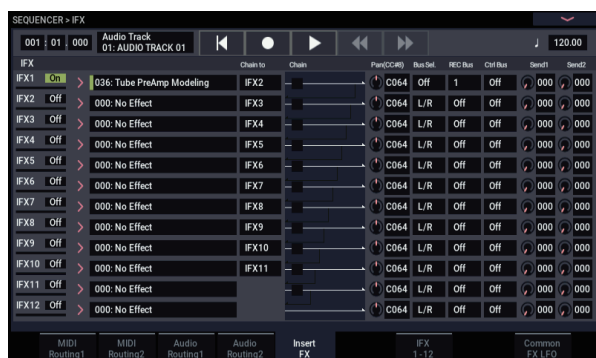 SEQUENCER > IFX
001 : 01 . 000 Audio Track 01: AUDIO TRACK 01 ♩ 120.00
IFX Chain to Chain Pan(CC#8) Bus Sel. REC Bus Ctrl Bus Send1 Send2
IFX1 On 036: Tube PreAmp Modeling IFX2 C064 Off 1 Off 000 000
IFX2 Off 000: No Effect IFX3 C064 L/R Off Off 000 000
IFX3 Off 000: No Effect IFX4 C064 L/R Off Off 000 000
IFX4 Off 000: No Effect IFX5 C064 L/R Off Off 000 000
IFX5 Off 000: No Effect IFX6 C064 L/R Off Off 000 000
IFX6 Off 000: No Effect IFX7 C064 L/R Off Off 000 000
IFX7 Off 000: No Effect IFX8 C064 L/R Off Off 000 000
IFX8 Off 000: No Effect IFX9 C064 L/R Off Off 000 000
IFX9 Off 000: No Effect IFX10 C064 L/R Off Off 000 000
IFX10 Off 000: No Effect IFX11 C064 L/R Off Off 000 000
IFX11 Off 000: No Effect C064 L/R Off Off 000 000
IFX12 Off 000: No Effect C064 L/R Off Off 000 000
MIDI Routing1 MIDI Routing2 Audio Routing1 Audio Routing2 Insert FX IFX 1-12 Common FX LFO